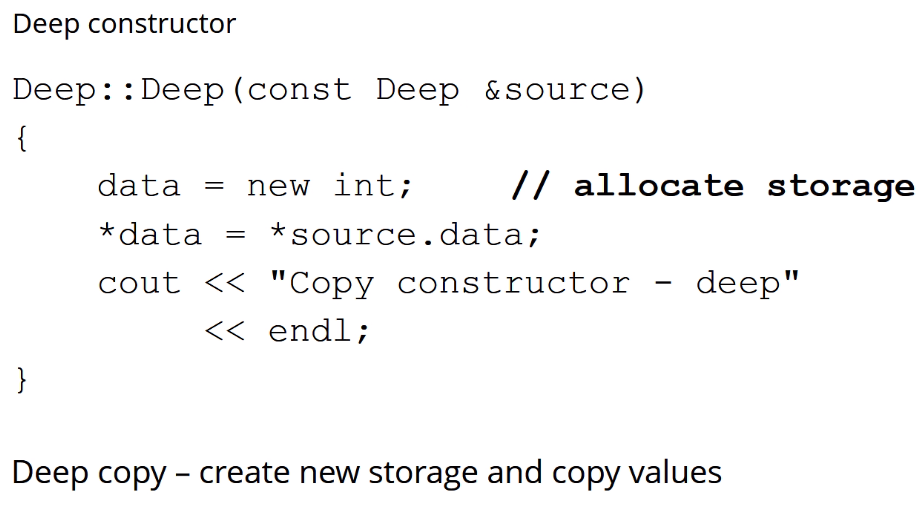 Deep constructor
Deep::Deep(const Deep &source)
{
    data = new int;    // allocate storage
    *data = *source.data;
    cout << "Copy constructor - deep"
         << endl;
}
Deep copy – create new storage and copy values